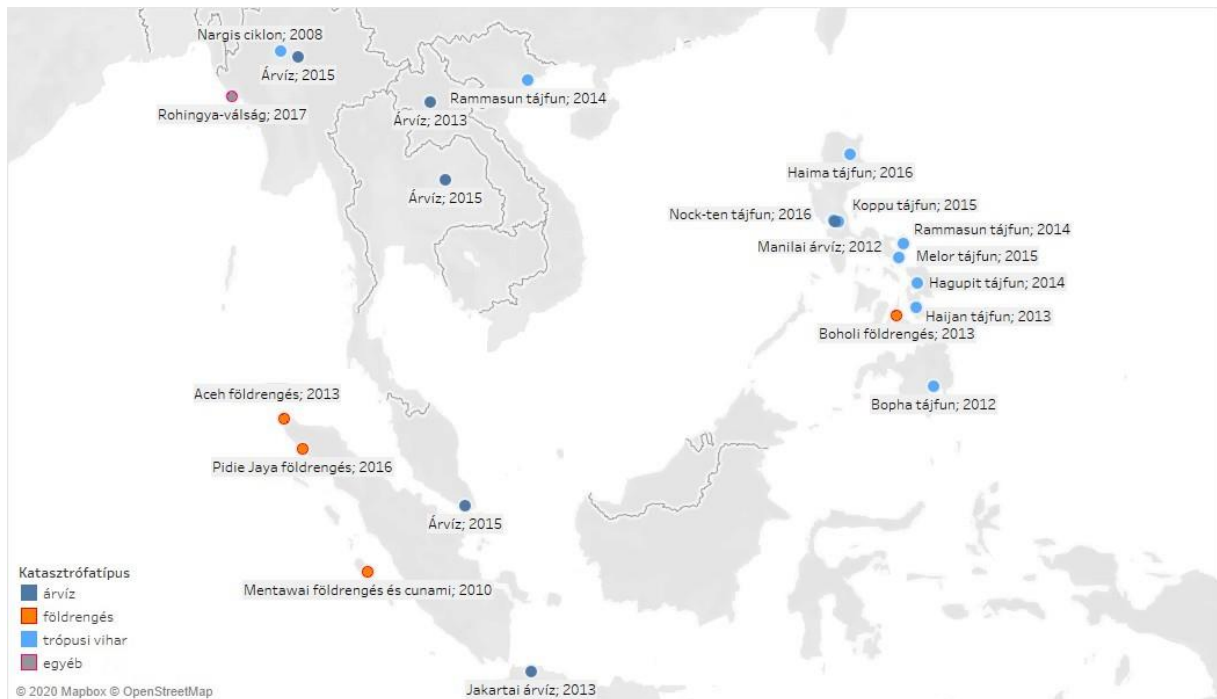 Nargis ciklon; 2008
Árvíz; 2015
Rohingya-válság; 2017
Rammasun tájfun; 2014
Árvíz; 2013
Árvíz; 2015
Haima tájfun; 2016
Koppu tájfun; 2015
Nock-ten tájfun; 2016
Rammasun tájfun; 2014
Manilai árvíz; 2012
Melor tájfun; 2015
Hagupit tájfun; 2014
Haijan tájfun; 2013
Boholi földrengés; 2013
Bopha tájfun; 2012
Aceh földrengés; 2013
Pidie Jaya földrengés; 2016
Árvíz; 2015
Mentawai földrengés és cunami; 2010
Jakartai árvíz; 2013
Katasztrófatípus
árvíz
földrengés
trópusi vihar
egyéb
© 2020 Mapbox © OpenStreetMap